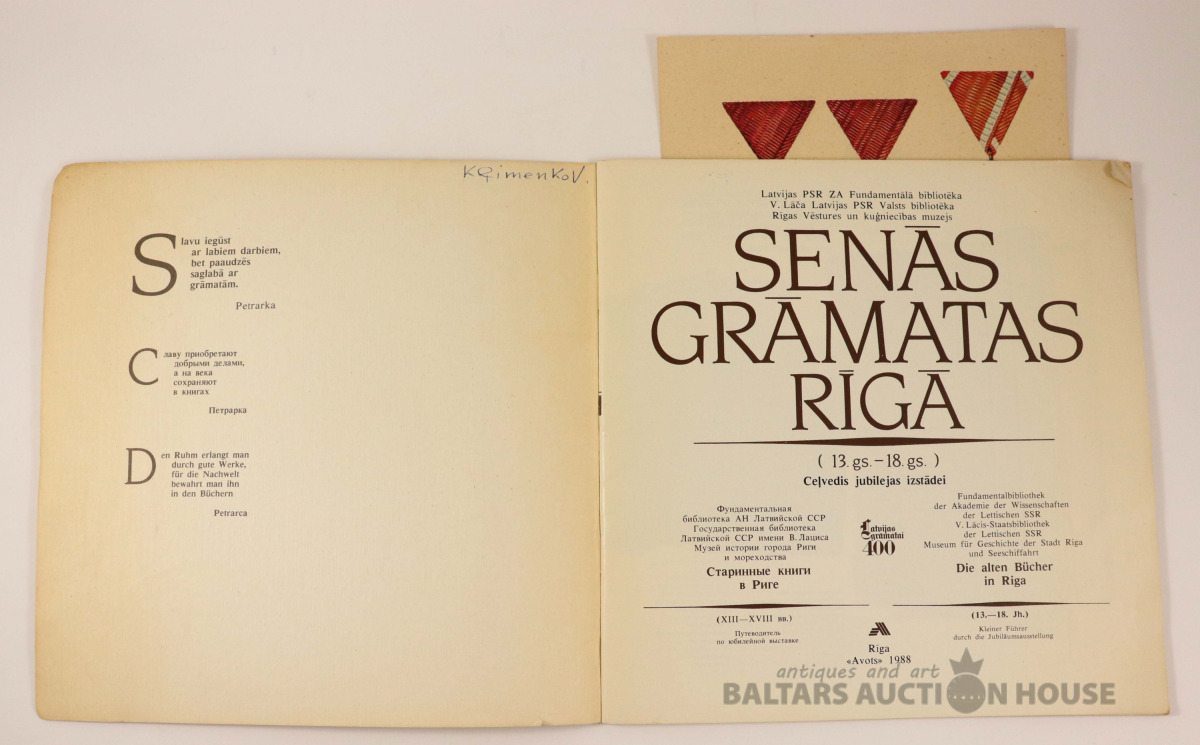 Kļimenkov.
Slavu iegūst
ar labiem darbiem,
bet paaudzēs
saglabā ar
grāmatām.
Petrarka
Славу приобретают
добрыми делами,
а на века
сохраняют
в книгах
Петрарка
Den Ruhm erlangt man
durch gute Werke,
für die Nachwelt
bewahrt man ihn
in den Büchern
Petrarca
Latvijas PSR ZA Fundamentālā bibliotēka
V. Lāča Latvijas PSR Valsts bibliotēka
Rīgas Vēstures un kuģniecības muzejs
SENĀS
GRĀMATAS
RĪGĀ
( 13. gs. – 18. gs. )
Ceļvedis jubilejas izstādei
Фундаментальная
библиотека АН Латвийской ССР
Государственная библиотека
Латвийской ССР имени В. Лациса
Музей истории города Риги
и мореходства
Старинные книги
в Риге
Latvijas
grāmatai
400
Fundamentalbibliothek
der Akademie der Wissenschaften
der Lettischen SSR
V. Lācis-Staatsbibliothek
der Lettischen SSR
Museum für Geschichte der Stadt Riga
und Seeschiffahrt
Die alten Bücher
in Riga
(XIII—XVIII вв.)
Путеводитель
по юбилейной выставке
(13.—18. Jh.)
Kleiner Führer
durch die Jubiläumsausstellung
Rīga
«Avots» 1988
antiques and art
BALTARS AUCTION HOUSE